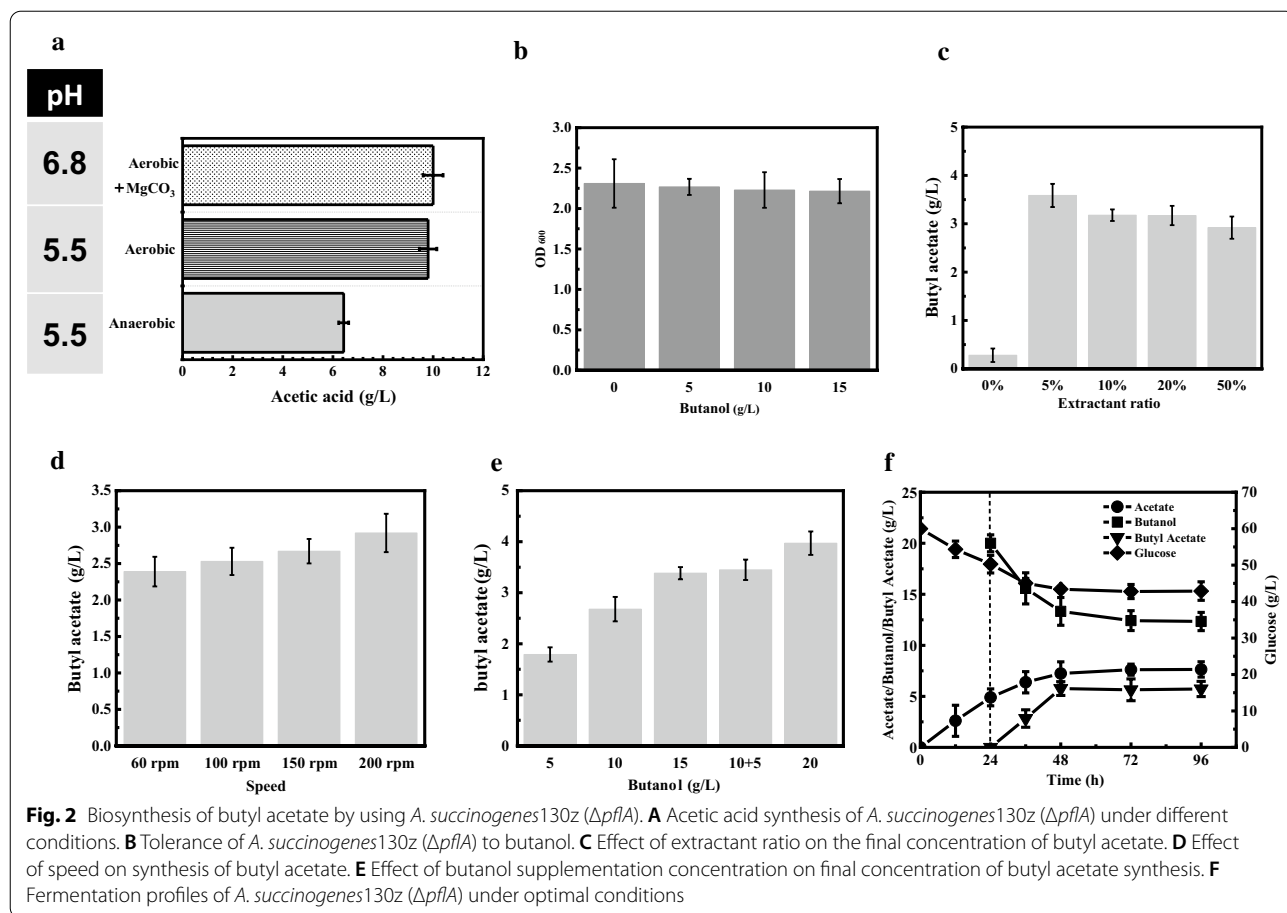 a
pH
6.8
5.5
5.5
Aerobic
+MgCO₃
Aerobic
Anaerobic
0 2 4 6 8 10 12
Acetic acid (g/L)
b
3.0
2.5
2.0
1.5
1.0
0.5
0.0
OD₆₀₀
0 5 10 15
Butanol (g/L)
c
5
4
3
2
1
0
Butyl acetate (g/L)
0% 5% 10% 20% 50%
Extractant ratio
d
3.5
3.0
2.5
2.0
1.5
1.0
0.5
0.0
Butyl acetate (g/L)
60 rpm 100 rpm 150 rpm 200 rpm
Speed
e
5
4
3
2
1
0
butyl acetate (g/L)
5 10 15 10+5 20
Butanol (g/L)
f
25
20
15
10
5
0
Acetate/Butanol/Butyl Acetate (g/L)
Acetate
Butanol
Butyl Acetate
Glucose
70
60
50
40
30
20
10
0
Glucose (g/L)
0 24 48 72 96
Time (h)
Fig. 2 Biosynthesis of butyl acetate by using A. succinogenes130z (ΔpflA). A Acetic acid synthesis of A. succinogenes130z (ΔpflA) under different
conditions. B Tolerance of A. succinogenes130z (ΔpflA) to butanol. C Effect of extractant ratio on the final concentration of butyl acetate. D Effect
of speed on synthesis of butyl acetate. E Effect of butanol supplementation concentration on final concentration of butyl acetate synthesis. F
Fermentation profiles of A. succinogenes130z (ΔpflA) under optimal conditions